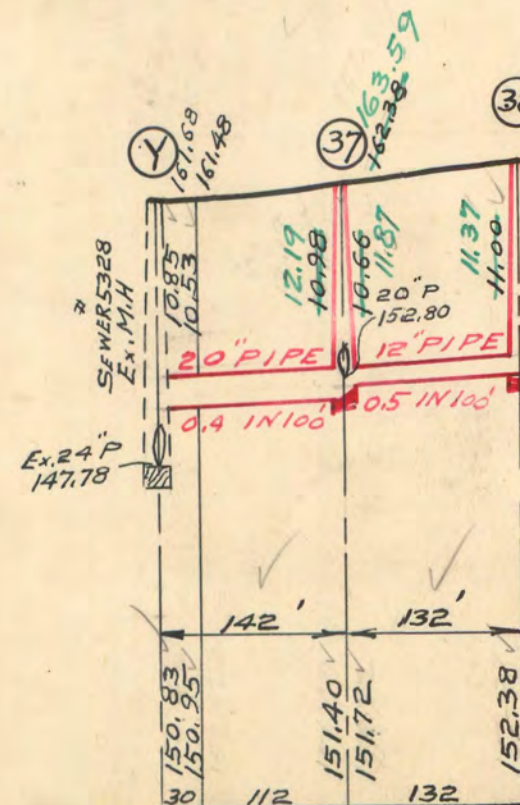 Y
161.68
161.48
37
163.59
162.38
3
SEWER # 5328
Ex. M.H
10.85
10.53
12.19
10.98
10.66
11.87
11.37
11.00
20"P
152.80
20" PIPE
12" PIPE
0.4 IN 100'
0.5 IN 100'
Ex. 24"P
147.78
142'
132'
150.83
150.95
151.40
151.72
152.38
30
112
132